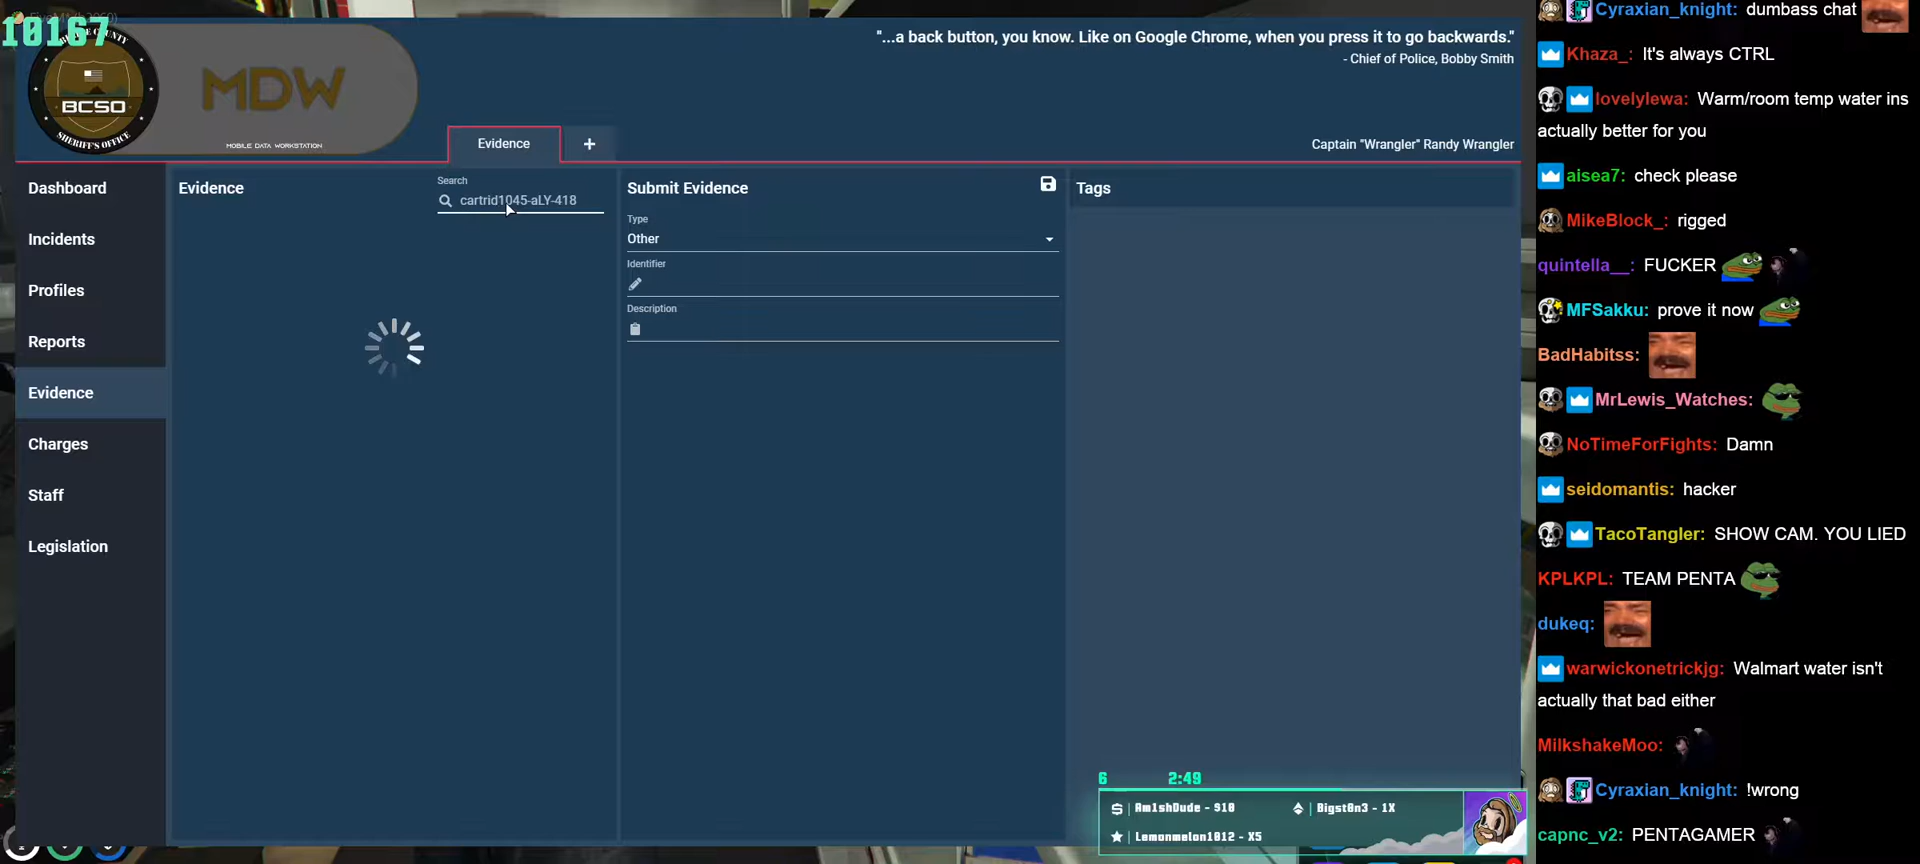 10167
BCSO
SHERIFF'S OFFICE
MDW
MOBILE DATA WORKSTATION
"...a back button, you know. Like on Google Chrome, when you press it to go backwards."
- Chief of Police, Bobby Smith
Evidence
+
Captain "Wrangler" Randy Wrangler
Dashboard
Incidents
Profiles
Reports
Evidence
Charges
Staff
Legislation
Evidence
Search
cartrid1045-aLY-418
Submit Evidence
Type
Other
Identifier
Description
Tags
6 2:49
Am1shDude - $10
Bigst0n3 - 1X
Lemonmelon1012 - X5
Cyraxian_knight: dumbass chat
Khaza_: It's always CTRL
lovelylewa: Warm/room temp water ins
actually better for you
aisea7: check please
MikeBlock_: rigged
quintella__: FUCKER
MFSakku: prove it now
BadHabitss:
MrLewis_Watches:
NoTimeForFights: Damn
seidomantis: hacker
TacoTangler: SHOW CAM. YOU LIED
KPLKPL: TEAM PENTA
dukeq:
warwickonetrickjg: Walmart water isn't
actually that bad either
MilkshakeMoo:
Cyraxian_knight: !wrong
capnc_v2: PENTAGAMER